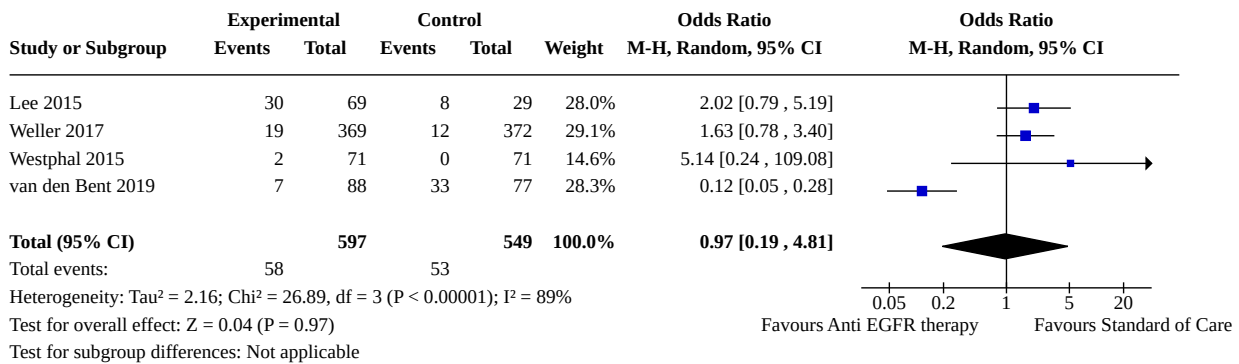 Experimental Control Odds Ratio Odds Ratio
Study or Subgroup Events Total Events Total Weight M-H, Random, 95% CI M-H, Random, 95% CI
Lee 2015 30 69 8 29 28.0% 2.02 [0.79 , 5.19]
Weller 2017 19 369 12 372 29.1% 1.63 [0.78 , 3.40]
Westphal 2015 2 71 0 71 14.6% 5.14 [0.24 , 109.08]
van den Bent 2019 7 88 33 77 28.3% 0.12 [0.05 , 0.28]
Total (95% CI) 597 549 100.0% 0.97 [0.19 , 4.81]
Total events: 58 53
Heterogeneity: Tau² = 2.16; Chi² = 26.89, df = 3 (P < 0.00001); I² = 89%
0.05 0.2 1 5 20
Test for overall effect: Z = 0.04 (P = 0.97)
Favours Anti EGFR therapy Favours Standard of Care
Test for subgroup differences: Not applicable